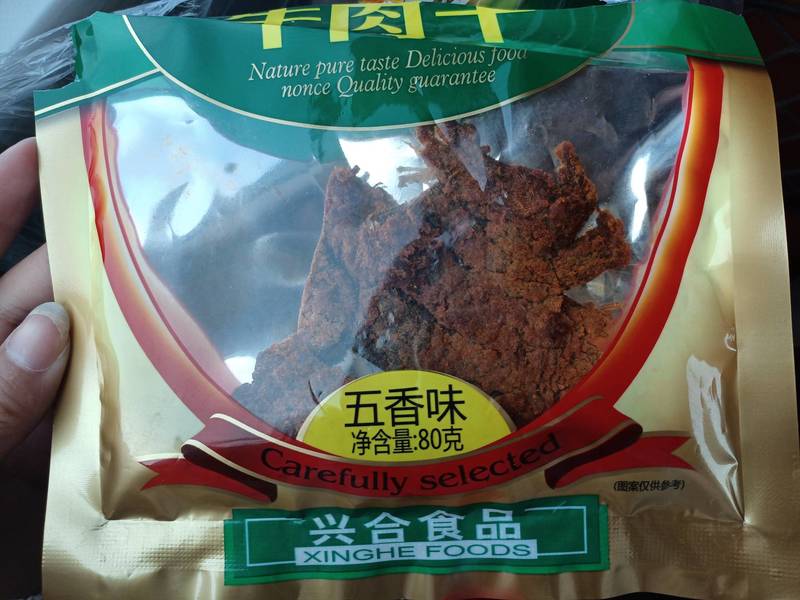 牛肉干
Nature pure taste Delicious food
nonce Quality guarantee
五香味
净含量:80克
Carefully selected
(图案仅供参考)
兴合食品
XINGHE FOODS